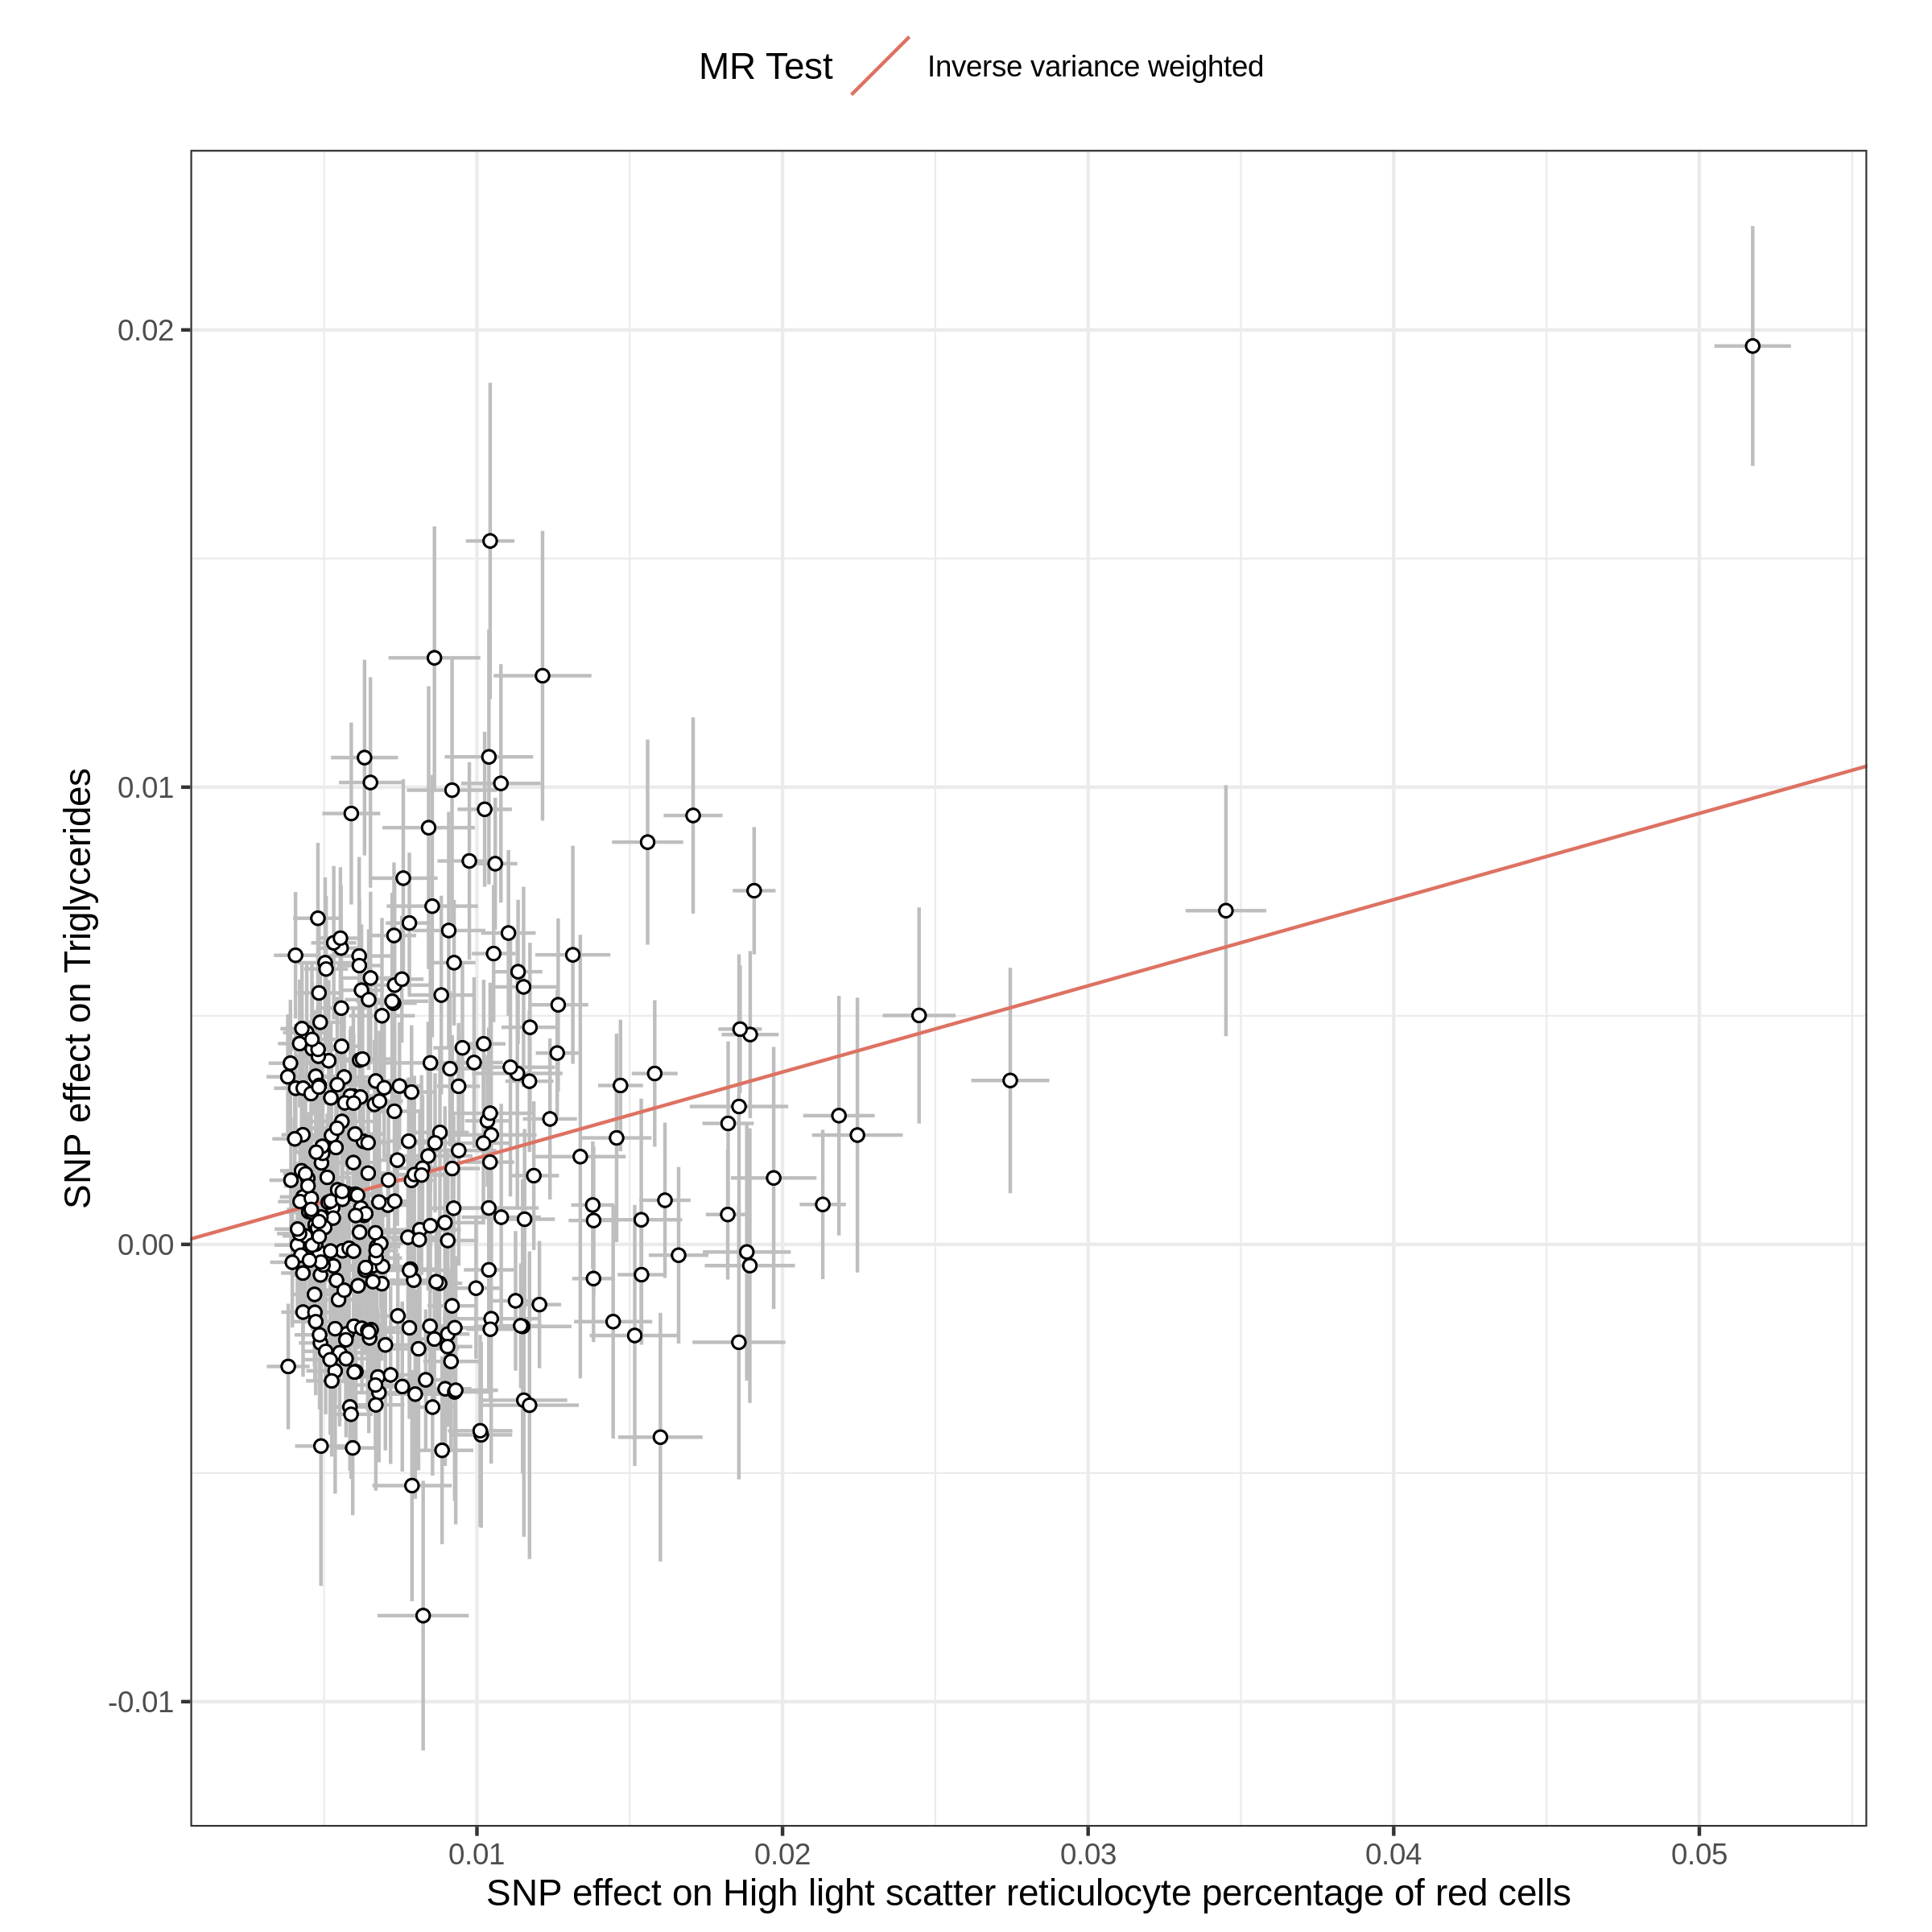 MR Test Inverse variance weighted
0.02
0.01
0.00
-0.01
SNP effect on Triglycerides
0.01 0.02 0.03 0.04 0.05
SNP effect on High light scatter reticulocyte percentage of red cells